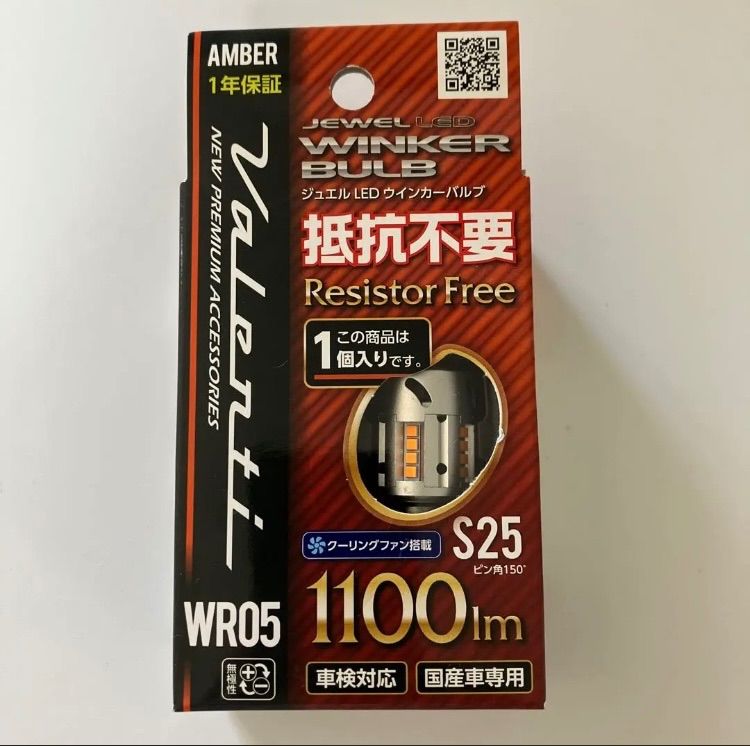 AMBER
1年保証
Valenti
NEW PREMIUM ACCESSORIES
JEWEL LED
WINKER
BULB
ジュエル LED ウインカーバルブ
抵抗不要
Resistor Free
この商品は
1個入りです。
クーリングファン搭載
S25
ピン角150°
WR05
1100lm
無極性
車検対応
国産車専用